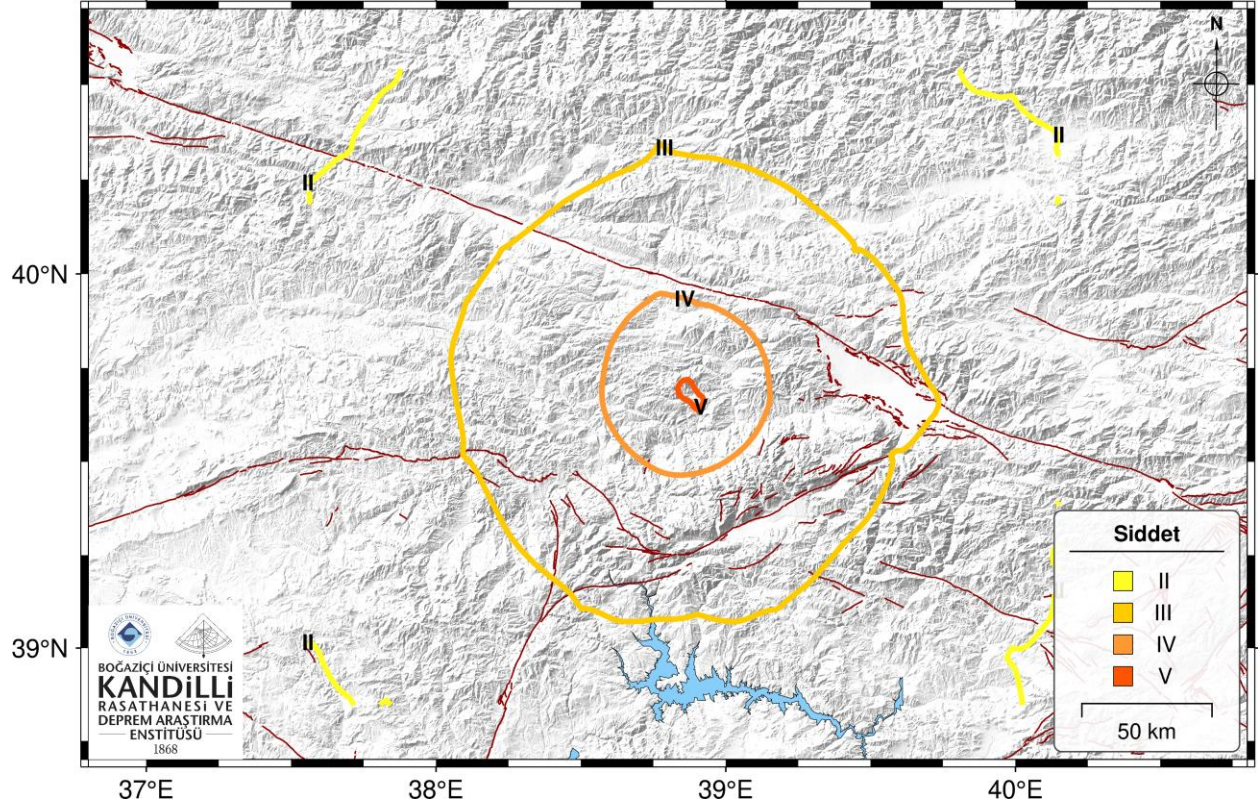 N
III
II
II
40°N
IV
V
Siddet
II
III
IV
V
50 km
II
39°N
BOĞAZİÇİ ÜNİVERSİTESİ
KANDİLLİ
RASATHANESİ VE
DEPREM ARAŞTIRMA
ENSTİTÜSÜ
1868
37°E
38°E
39°E
40°E